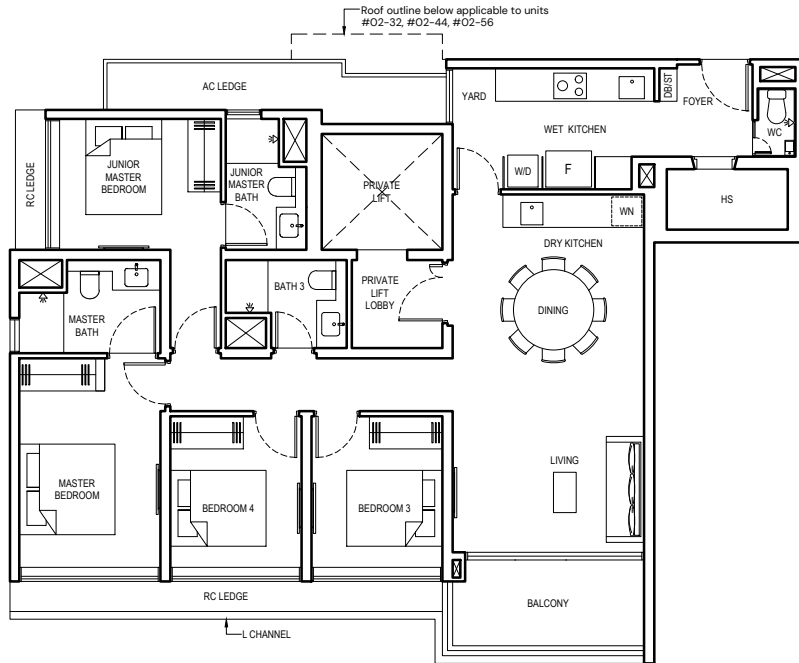 Roof outline below applicable to units
#02-32, #02-44, #02-56
AC LEDGE
YARD
DB/ST
FOYER
WET KITCHEN
WC
RC LEDGE
JUNIOR
MASTER
BEDROOM
JUNIOR
MASTER
BATH
PRIVATE
LIFT
W/D
F
HS
WN
DRY KITCHEN
MASTER
BATH
BATH 3
PRIVATE
LIFT
LOBBY
DINING
MASTER
BEDROOM
BEDROOM 4
BEDROOM 3
LIVING
RC LEDGE
BALCONY
L CHANNEL